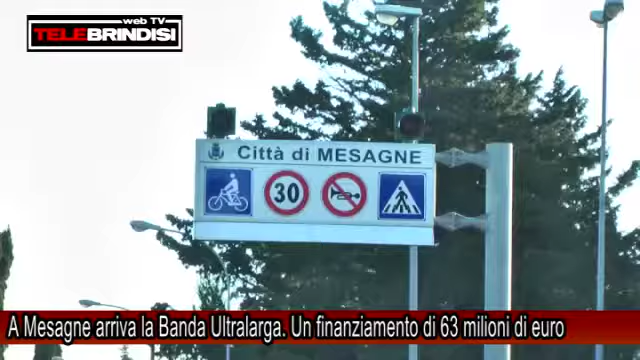 web TV
TELEBRINDISI
Città di MESAGNE
30
A Mesagne arriva la Banda Ultralarga. Un finanziamento di 63 milioni di euro